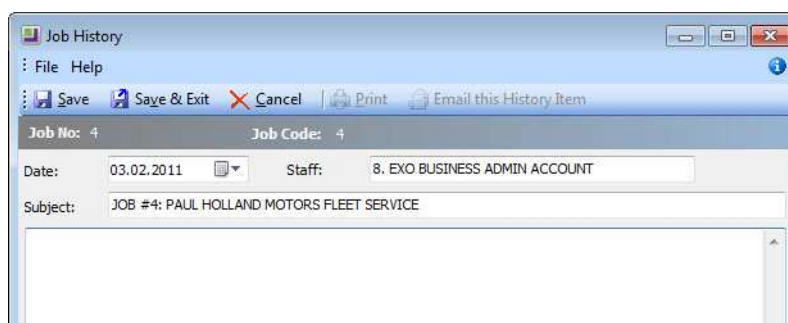 Job History
File Help
Save Save & Exit Cancel Print Email this History Item
Job No: 4 Job Code: 4
Date: 03.02.2011 Staff: 8. EXO BUSINESS ADMIN ACCOUNT
Subject: JOB #4: PAUL HOLLAND MOTORS FLEET SERVICE